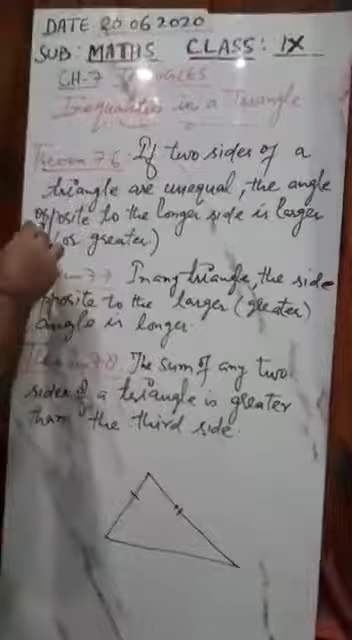 DATE 20.06.2020
SUB: MATHS CLASS: IX
CH-7 TRIANGLES
Inequalities in a Triangle
Theorem 7.6 If two sides of a
triangle are unequal, the angle
opposite to the longer side is larger
(or greater)
7.7 In any triangle, the side
opposite to the larger (greater)
angle is longer.
The sum of any two
sides of a triangle is greater
than the third side.